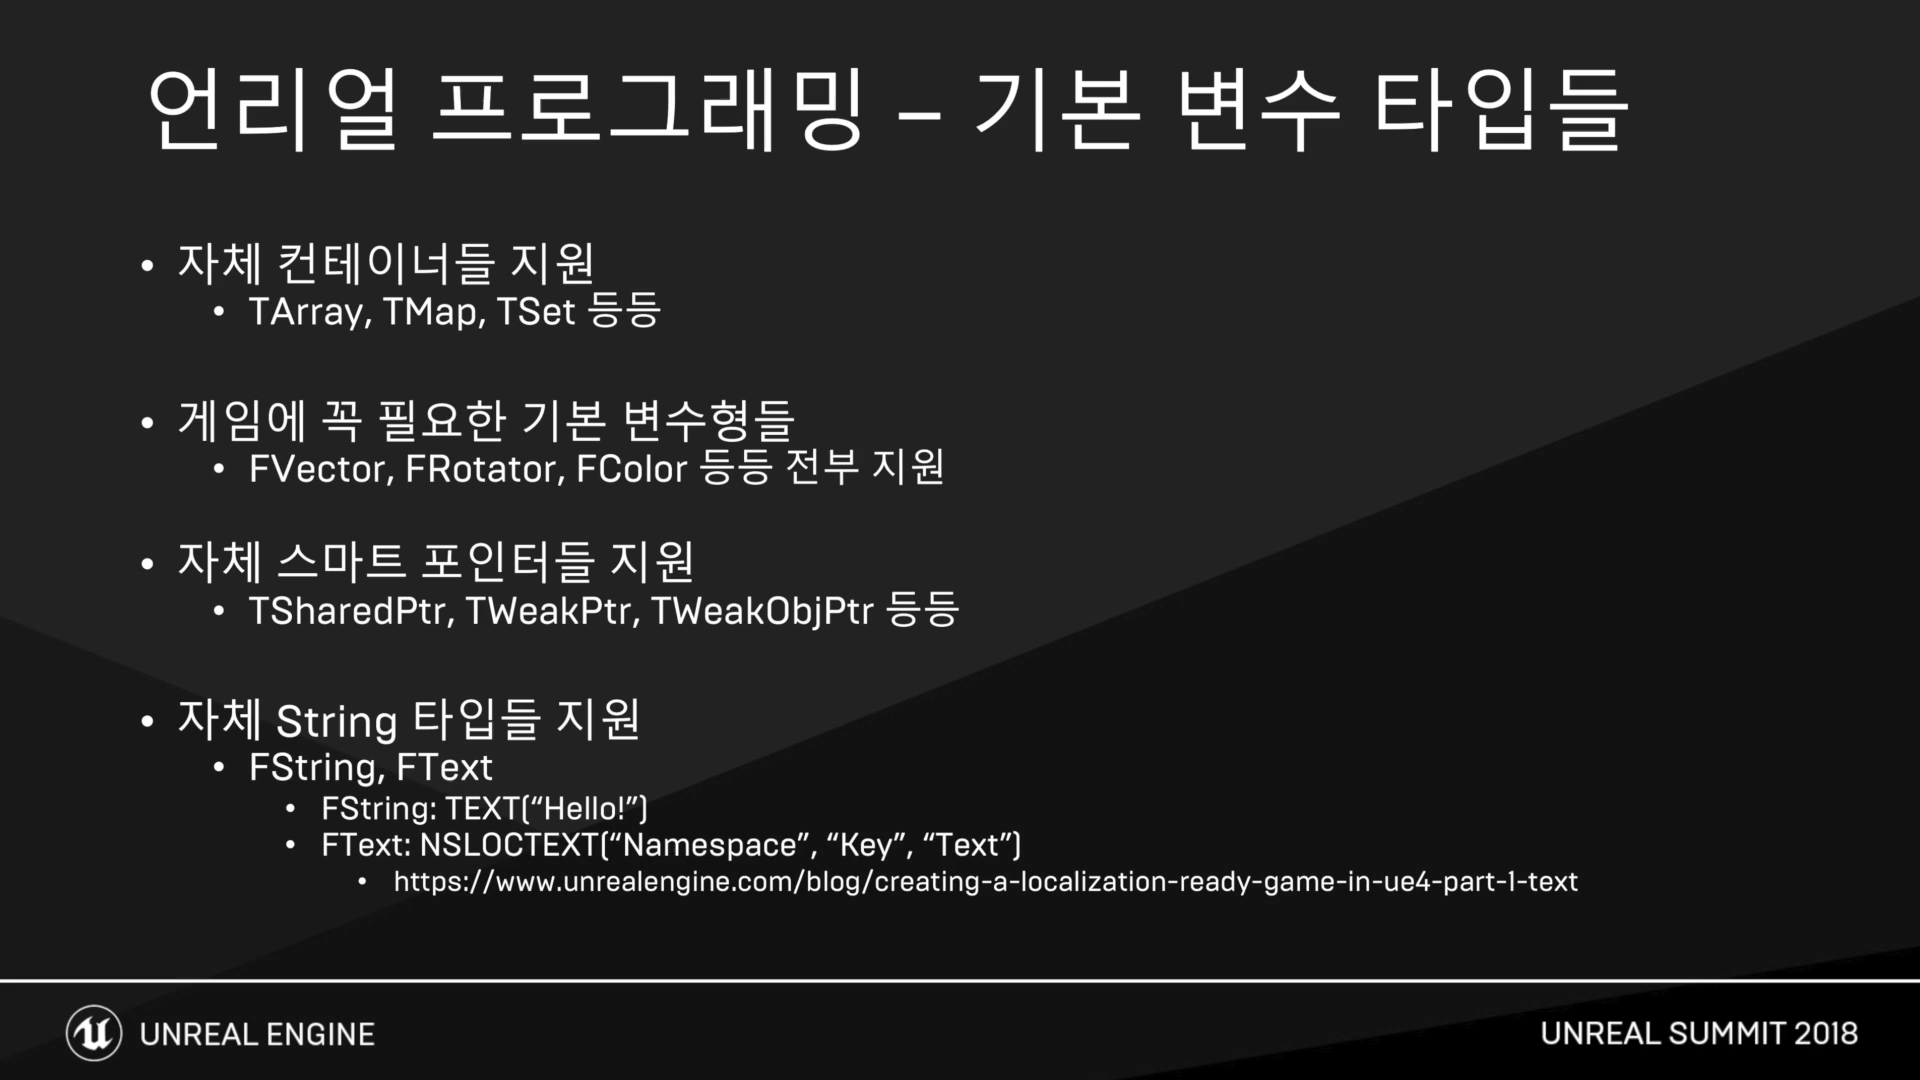 언리얼 프로그래밍 – 기본 변수 타입들
• 자체 컨테이너들 지원
• TArray, TMap, TSet 등등
• 게임에 꼭 필요한 기본 변수형들
• FVector, FRotator, FColor 등등 전부 지원
• 자체 스마트 포인터들 지원
• TSharedPtr, TWeakPtr, TWeakObjPtr 등등
• 자체 String 타입들 지원
• FString, FText
• FString: TEXT(“Hello!”)
• FText: NSLOCTEXT(“Namespace”, “Key”, “Text”)
• https://www.unrealengine.com/blog/creating-a-localization-ready-game-in-ue4-part-1-text
UNREAL ENGINE
UNREAL SUMMIT 2018